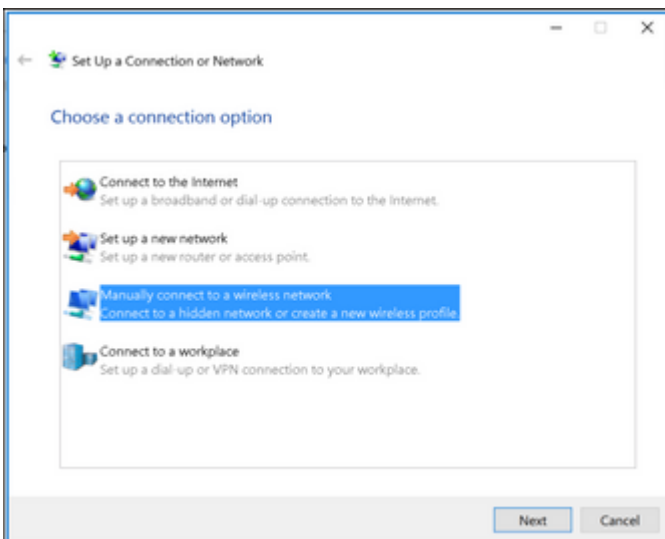 Set Up a Connection or Network
Choose a connection option
Connect to the Internet
Set up a broadband or dial-up connection to the Internet.
Set up a new network
Set up a new router or access point.
Manually connect to a wireless network
Connect to a hidden network or create a new wireless profile.
Connect to a workplace
Set up a dial-up or VPN connection to your workplace.
Next Cancel